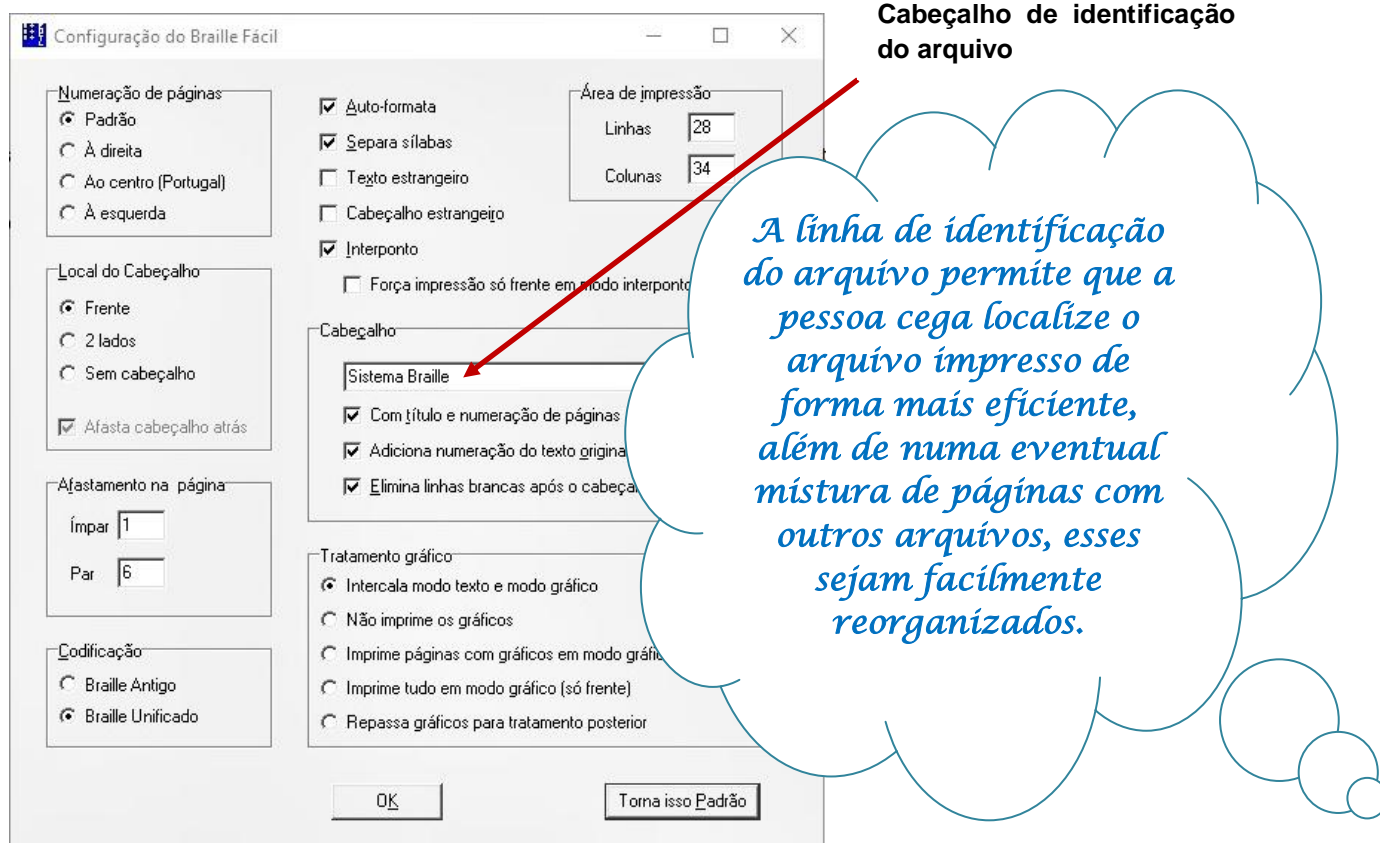 Cabeçalho de identificação
do arquivo
Configuração do Braille Fácil
Numeração de páginas
Padrão
À direita
Ao centro (Portugal)
À esquerda
Local do Cabeçalho
Frente
2 lados
Sem cabeçalho
Afasta cabeçalho atrás
Afastamento na página
Ímpar 1
Par 6
Codificação
Braille Antigo
Braille Unificado
Auto-formata
Separa sílabas
Texto estrangeiro
Cabeçalho estrangeiro
Interponto
Força impressão só frente em modo interponto
Área de impressão
Linhas 28
Colunas 34
Cabeçalho
Sistema Braille
Com título e numeração de páginas
Adiciona numeração do texto origina
Elimina linhas brancas após o cabeça
Tratamento gráfico
Intercala modo texto e modo gráfico
Não imprime os gráficos
Imprime páginas com gráficos em modo gráfi
Imprime tudo em modo gráfico (só frente)
Repassa gráficos para tratamento posterior
OK
Torna isso Padrão
A linha de identificação
do arquivo permite que a
pessoa cega localize o
arquivo impresso de
forma mais eficiente,
além de numa eventual
mistura de páginas com
outros arquivos, esses
sejam facilmente
reorganizados.